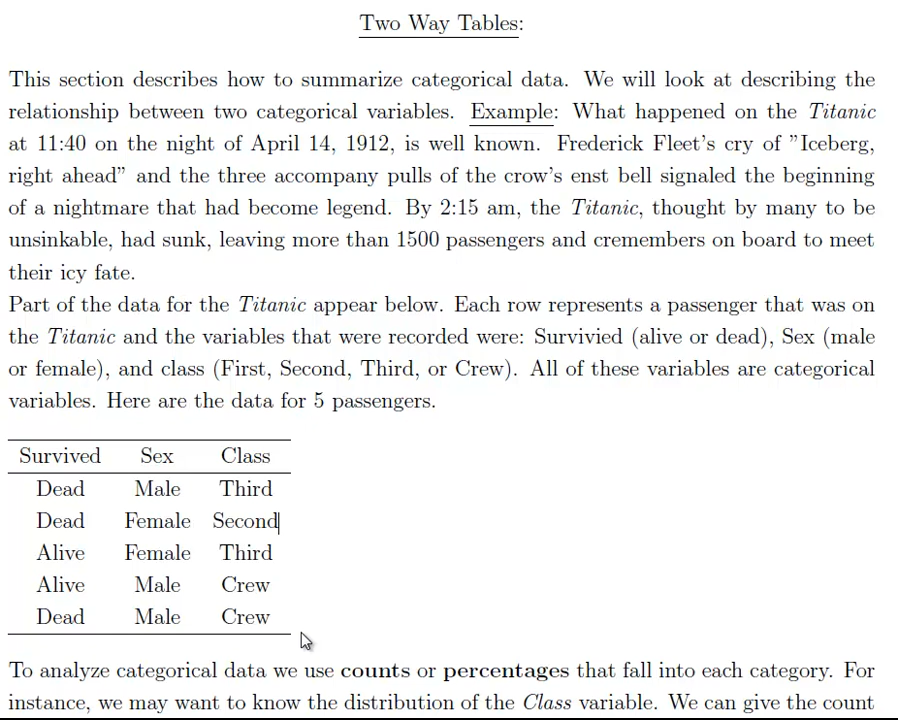 Two Way Tables:
This section describes how to summarize categorical data. We will look at describing the
relationship between two categorical variables. Example: What happened on the Titanic
at 11:40 on the night of April 14, 1912, is well known. Frederick Fleet's cry of "Iceberg,
right ahead" and the three accompany pulls of the crow's enst bell signaled the beginning
of a nightmare that had become legend. By 2:15 am, the Titanic, thought by many to be
unsinkable, had sunk, leaving more than 1500 passengers and cremembers on board to meet
their icy fate.
Part of the data for the Titanic appear below. Each row represents a passenger that was on
the Titanic and the variables that were recorded were: Survivied (alive or dead), Sex (male
or female), and class (First, Second, Third, or Crew). All of these variables are categorical
variables. Here are the data for 5 passengers.
Survived Sex Class
Dead Male Third
Dead Female Second
Alive Female Third
Alive Male Crew
Dead Male Crew
To analyze categorical data we use counts or percentages that fall into each category. For
instance, we may want to know the distribution of the Class variable. We can give the count